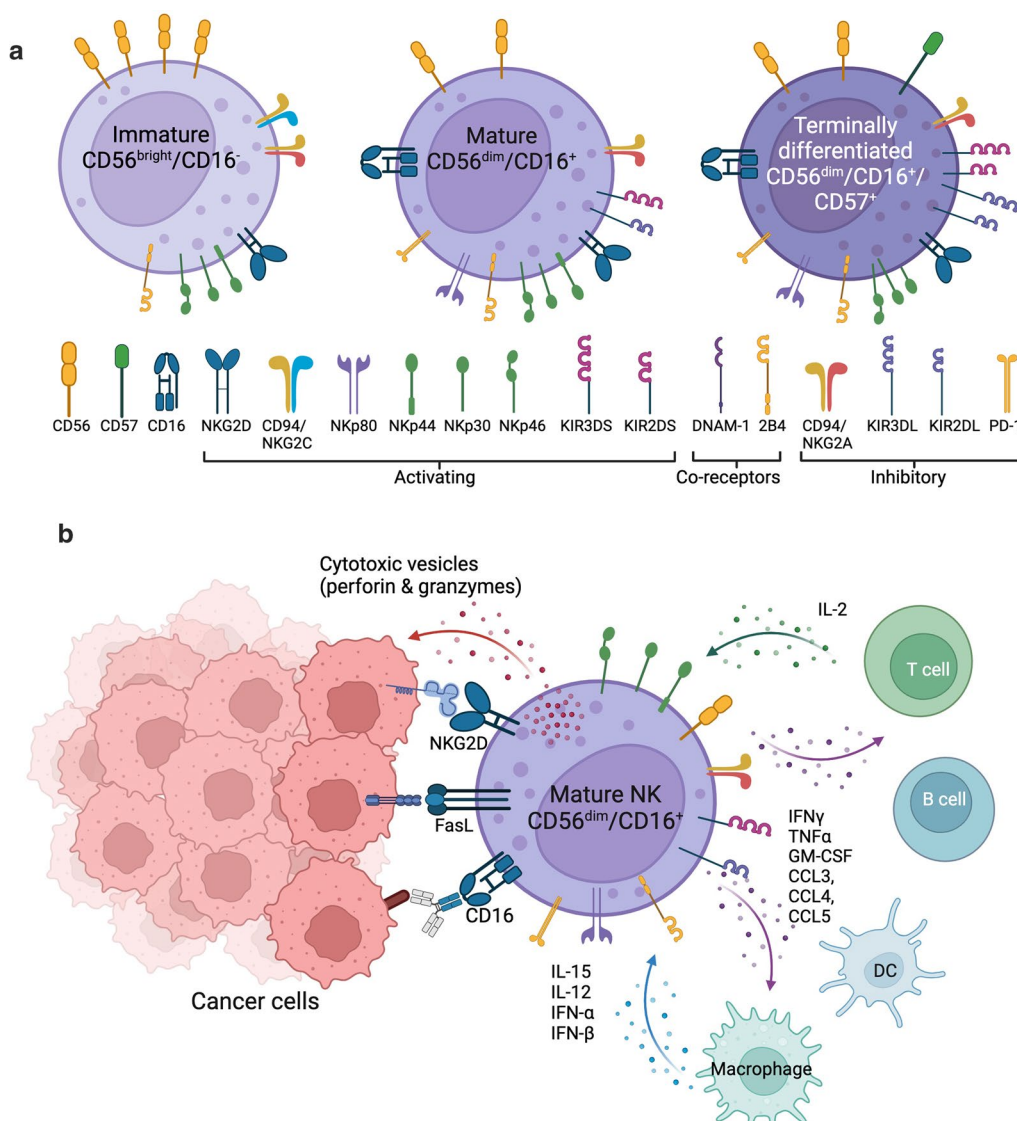 a
Immature
CD56bright/CD16-
Mature
CD56dim/CD16+
Terminally
differentiated
CD56dim/CD16+/
CD57+
CD56
CD57
CD16
NKG2D
CD94/
NKG2C
NKp80
NKp44
NKp30
NKp46
KIR3DS
KIR2DS
DNAM-1
2B4
CD94/
NKG2A
KIR3DL
KIR2DL
PD-1
Activating
Co-receptors
Inhibitory
b
Cytotoxic vesicles
(perforin & granzymes)
IL-2
T cell
NKG2D
B cell
Mature NK
CD56dim/CD16+
FasL
IFNγ
TNFα
GM-CSF
CCL3,
CCL4,
CCL5
CD16
DC
IL-15
IL-12
IFN-α
IFN-β
Cancer cells
Macrophage